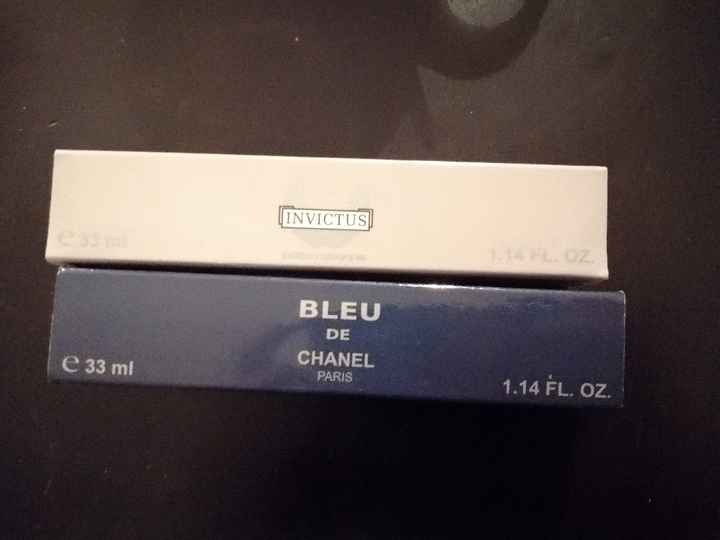 INVICTUS
e 33 ml
1.14 FL. OZ.
BLEU
DE
CHANEL
PARIS
e 33 ml
1.14 FL. OZ.